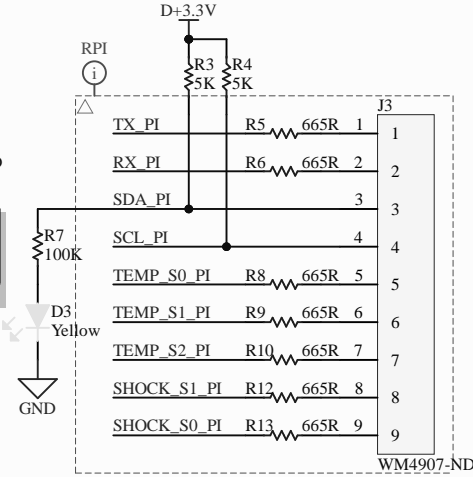 D+3.3V
RPI
i
R3 R4
5K 5K
J3
TX_PI R5 665R 1 1
RX_PI R6 665R 2 2
SDA_PI 3 3
SCL_PI 4 4
R7
100K
TEMP_S0_PI R8 665R 5 5
D3
Yellow
TEMP_S1_PI R9 665R 6 6
TEMP_S2_PI R10 665R 7 7
SHOCK_S1_PI R12 665R 8 8
GND
SHOCK_S0_PI R13 665R 9 9
WM4907-ND